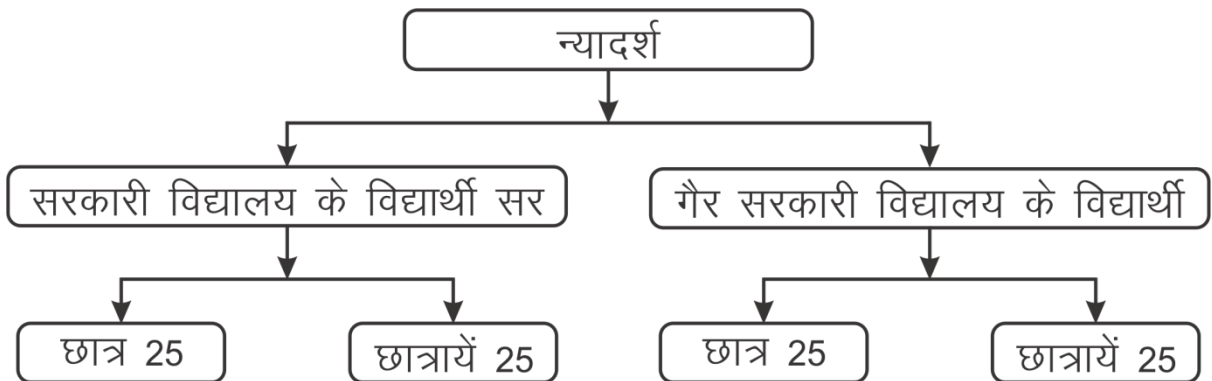 न्यादर्श
सरकारी विद्यालय के विद्यार्थी सर
गैर सरकारी विद्यालय के विद्यार्थी
छात्र 25
छात्रायें 25
छात्र 25
छात्रायें 25